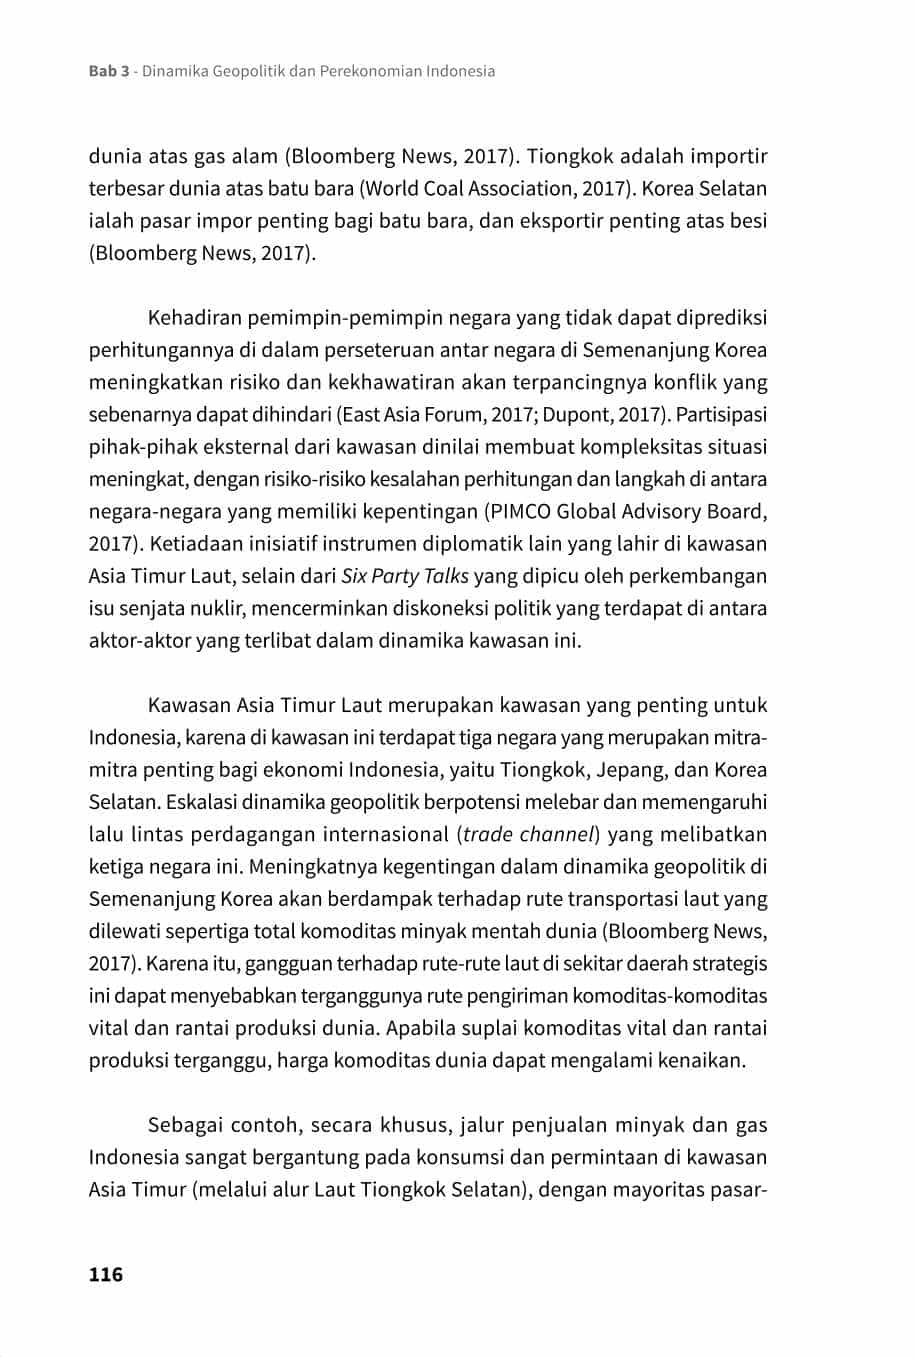 Bab 3 - Dinamika Geopolitik dan Perekonomian Indonesia
dunia atas gas alam (Bloomberg News, 2017). Tiongkok adalah importir
terbesar dunia atas batu bara (World Coal Association, 2017). Korea Selatan
ialah pasar impor penting bagi batu bara, dan eksportir penting atas besi
(Bloomberg News, 2017).
Kehadiran pemimpin-pemimpin negara yang tidak dapat diprediksi
perhitungannya di dalam perseteruan antar negara di Semenanjung Korea
meningkatkan risiko dan kekhawatiran akan terpancingnya konflik yang
sebenarnya dapat dihindari (East Asia Forum, 2017; Dupont, 2017). Partisipasi
pihak-pihak eksternal dari kawasan dinilai membuat kompleksitas situasi
meningkat, dengan risiko-risiko kesalahan perhitungan dan langkah di antara
negara-negara yang memiliki kepentingan (PIMCO Global Advisory Board,
2017). Ketiadaan inisiatif instrumen diplomatik lain yang lahir di kawasan
Asia Timur Laut, selain dari Six Party Talks yang dipicu oleh perkembangan
isu senjata nuklir, mencerminkan diskoneksi politik yang terdapat di antara
aktor-aktor yang terlibat dalam dinamika kawasan ini.
Kawasan Asia Timur Laut merupakan kawasan yang penting untuk
Indonesia, karena di kawasan ini terdapat tiga negara yang merupakan mitra-
mitra penting bagi ekonomi Indonesia, yaitu Tiongkok, Jepang, dan Korea
Selatan. Eskalasi dinamika geopolitik berpotensi melebar dan memengaruhi
lalu lintas perdagangan internasional (trade channel) yang melibatkan
ketiga negara ini. Meningkatnya kegentingan dalam dinamika geopolitik di
Semenanjung Korea akan berdampak terhadap rute transportasi laut yang
dilewati sepertiga total komoditas minyak mentah dunia (Bloomberg News,
2017). Karena itu, gangguan terhadap rute-rute laut di sekitar daerah strategis
ini dapat menyebabkan terganggunya rute pengiriman komoditas-komoditas
vital dan rantai produksi dunia. Apabila suplai komoditas vital dan rantai
produksi terganggu, harga komoditas dunia dapat mengalami kenaikan.
Sebagai contoh, secara khusus, jalur penjualan minyak dan gas
Indonesia sangat bergantung pada konsumsi dan permintaan di kawasan
Asia Timur (melalui alur Laut Tiongkok Selatan), dengan mayoritas pasar-
116